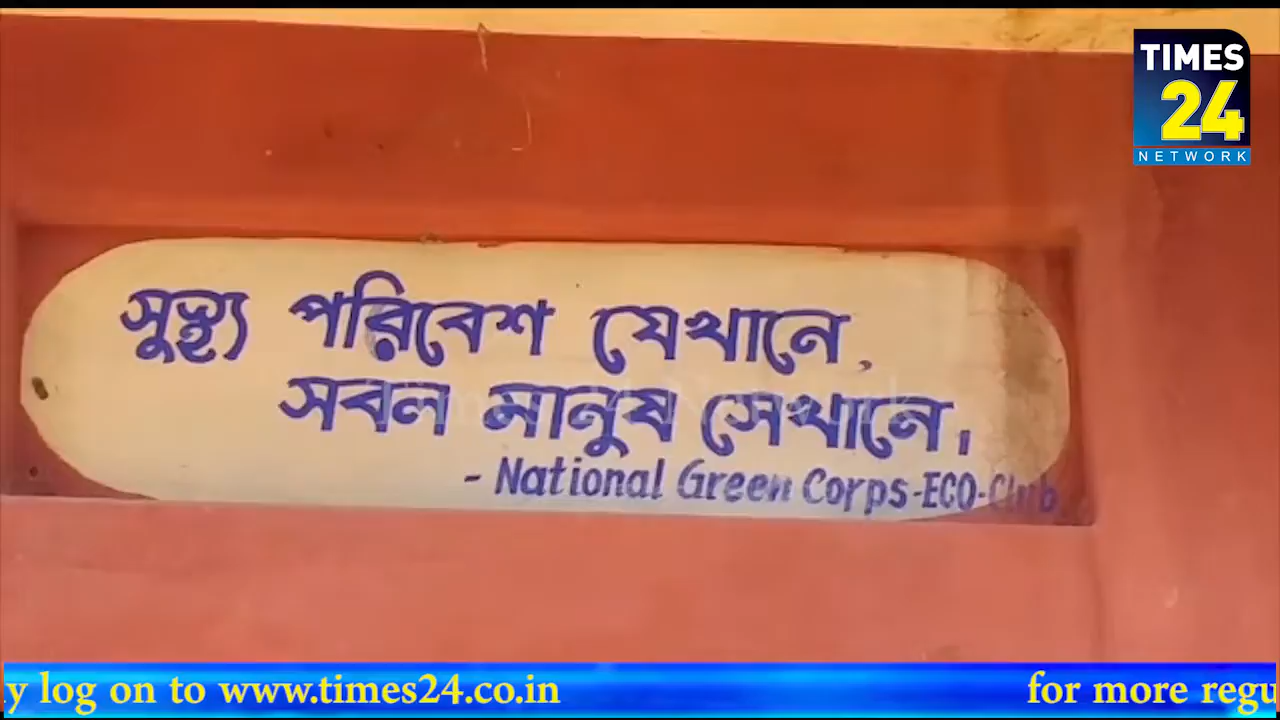 TIMES
24
NETWORK
সুস্থ্য পরিবেশ যেখানে,
সবল মানুষ সেখানে।
- National Green Corps-ECO-Club
y log on to www.times24.co.in for more regu